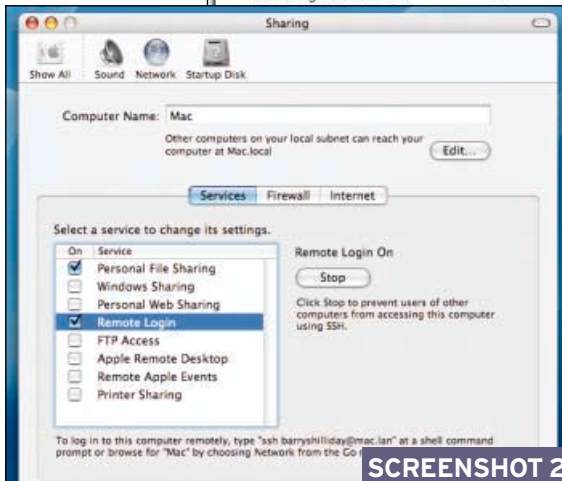 Sharing
Show All Sound Network Startup Disk
Computer Name: Mac
Other computers on your local subnet can reach your
computer at Mac.local
Edit...
Services Firewall Internet
Select a service to change its settings.
On Service
Personal File Sharing
Windows Sharing
Personal Web Sharing
Remote Login
FTP Access
Apple Remote Desktop
Remote Apple Events
Printer Sharing
Remote Login On
Stop
Click Stop to prevent users of other
computers from accessing this computer
using SSH.
To log in to this computer remotely, type "ssh barryshilliday@mac.lan" at a shell command
prompt or browse for "Mac" by choosing Network from the Go
SCREENSHOT 2